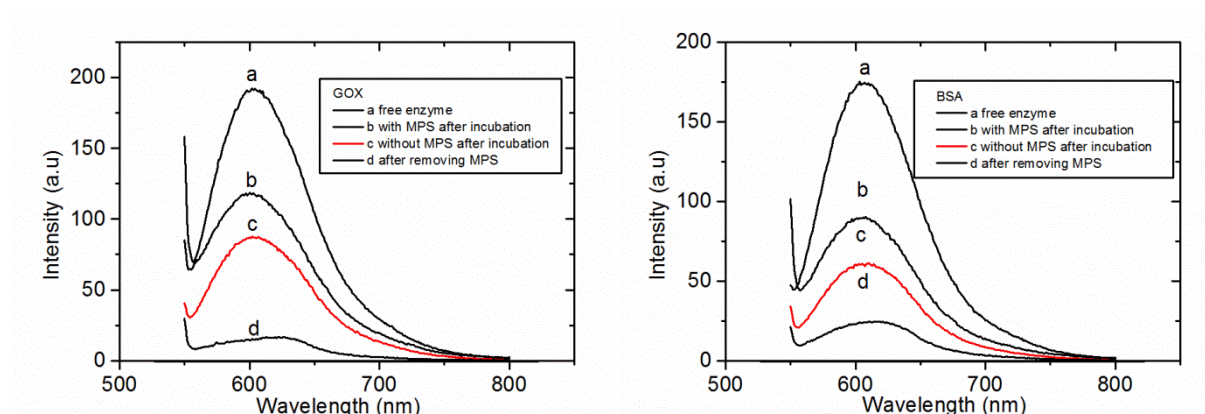 200
150
100
50
0
500
600
700
800
Intensity (a.u)
Wavelength (nm)
a
b
c
d
GOX
a free enzyme
b with MPS after incubation
c without MPS after incubation
d after removing MPS
200
150
100
50
0
500
600
700
800
Intensity (a.u)
Wavelength (nm)
a
b
c
d
BSA
a free enzyme
b with MPS after incubation
c without MPS after incubation
d after removing MPS